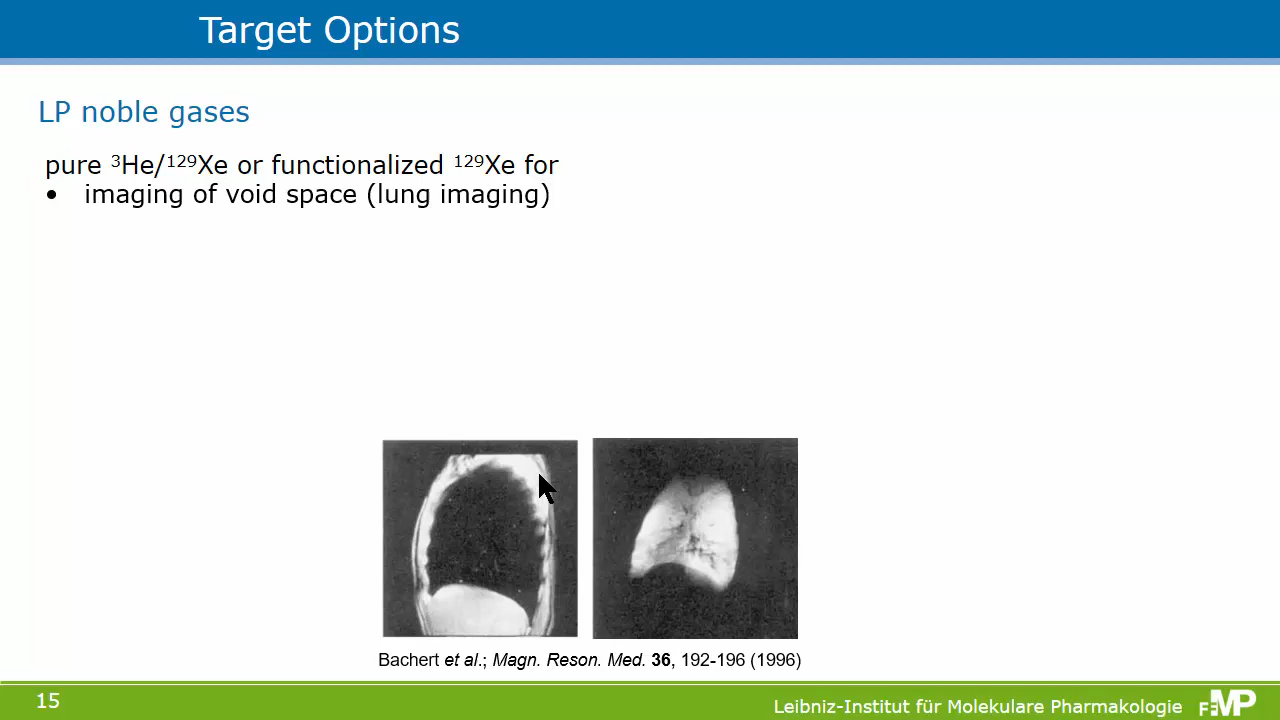 Target Options
LP noble gases
pure ³He/¹²⁹Xe or functionalized ¹²⁹Xe for
• imaging of void space (lung imaging)
Bachert et al.; Magn. Reson. Med. 36, 192-196 (1996)
15
Leibniz-Institut für Molekulare Pharmakologie
FMP